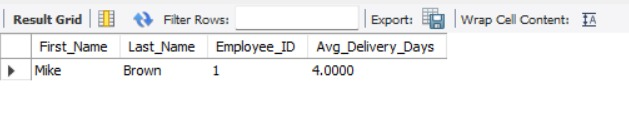 Result Grid Filter Rows: Export: Wrap Cell Content:
First_Name Last_Name Employee_ID Avg_Delivery_Days
Mike Brown 1 4.0000